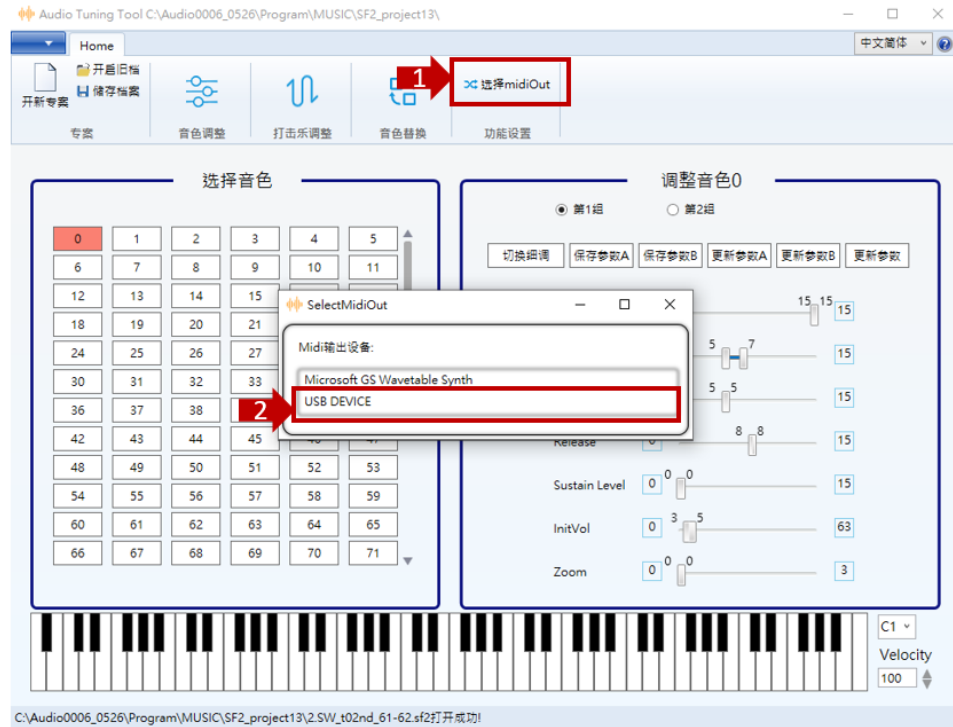 Audio Tuning Tool C:\Audio0006_0526\Program\MUSIC\SF2_project13\
Home
中文简体
开新专案
开启旧档
储存档案
专案
音色调整
打击乐调整
音色替换
1
选择midiOut
功能设置
选择音色
0 1 2 3 4 5
6 7 8 9 10 11
12 13 14 15
18 19 20 21
24 25 26 27
30 31 32 33
36 37 38
42 43 44 45
48 49 50 51 52 53
54 55 56 57 58 59
60 61 62 63 64 65
66 67 68 69 70 71
调整音色0
第1组 第2组
切换细调 保存参数A 保存参数B 更新参数A 更新参数B 更新参数
15 15 15
5 7 15
5 5 15
Release 8 8 15
Sustain Level 0 0 0 15
InitVol 0 3 5 63
Zoom 0 0 0 3
SelectMidiOut
Midi输出设备:
Microsoft GS Wavetable Synth
2
USB DEVICE
C1
Velocity
100
C:\Audio0006_0526\Program\MUSIC\SF2_project13\2.SW_t02nd_61-62.sf2打开成功!